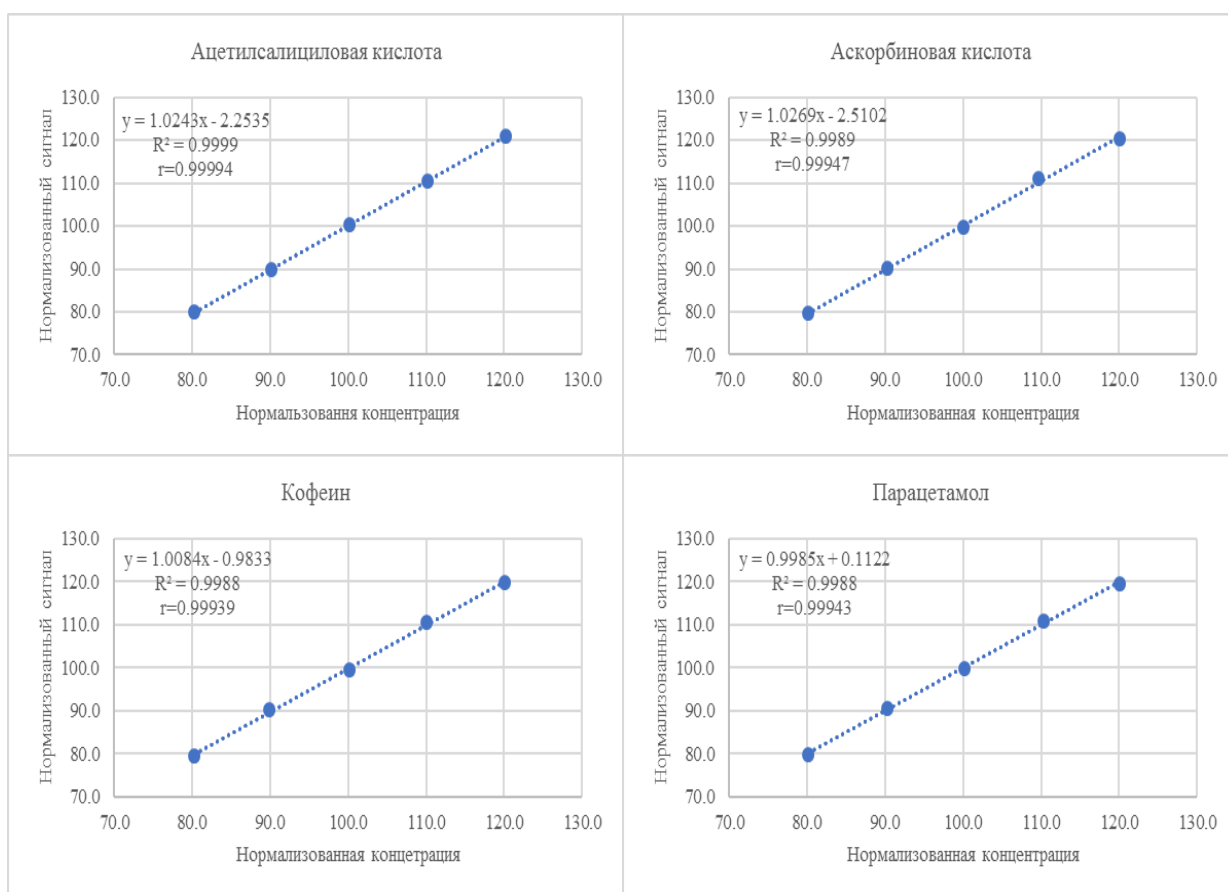 Ацетилсалициловая кислота
Нормализованный сигнал
130.0
120.0
110.0
100.0
90.0
80.0
70.0
y = 1.0243x - 2.2535
R² = 0.9999
r=0.99994
70.0 80.0 90.0 100.0 110.0 120.0 130.0
Нормальзовання концентрация
Аскорбиновая кислота
Нормализованный сигнал
130.0
120.0
110.0
100.0
90.0
80.0
70.0
y = 1.0269x - 2.5102
R² = 0.9989
r=0.99947
70.0 80.0 90.0 100.0 110.0 120.0 130.0
Нормализованная концентрация
Кофеин
Нормализованный сигнал
130.0
120.0
110.0
100.0
90.0
80.0
70.0
y = 1.0084x - 0.9833
R² = 0.9988
r=0.99939
70.0 80.0 90.0 100.0 110.0 120.0 130.0
Нормализованная концетрация
Парацетамол
Нормализованный сигнал
130.0
120.0
110.0
100.0
90.0
80.0
70.0
y = 0.9985x + 0.1122
R² = 0.9988
r=0.99943
70.0 80.0 90.0 100.0 110.0 120.0 130.0
Нормализованная концентрация